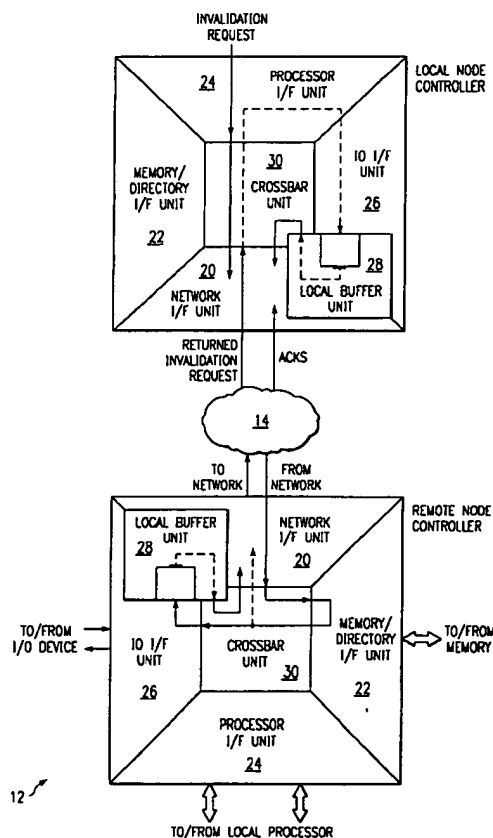 INVALIDATION
REQUEST
LOCAL NODE
CONTROLLER
24
PROCESSOR
I/F UNIT
30
CROSSBAR
UNIT
IO I/F
UNIT
26
MEMORY/
DIRECTORY
I/F UNIT
22
20
NETWORK
I/F UNIT
28
LOCAL BUFFER
UNIT
RETURNED
INVALIDATION
REQUEST
ACKS
14
TO
NETWORK
FROM
NETWORK
REMOTE NODE
CONTROLLER
LOCAL BUFFER
UNIT
28
NETWORK
I/F UNIT
20
TO/FROM
I/O DEVICE
IO I/F
UNIT
26
CROSSBAR
UNIT
30
MEMORY/
DIRECTORY
I/F UNIT
22
TO/FROM
MEMORY
PROCESSOR
I/F UNIT
24
12
TO/FROM LOCAL PROCESSOR